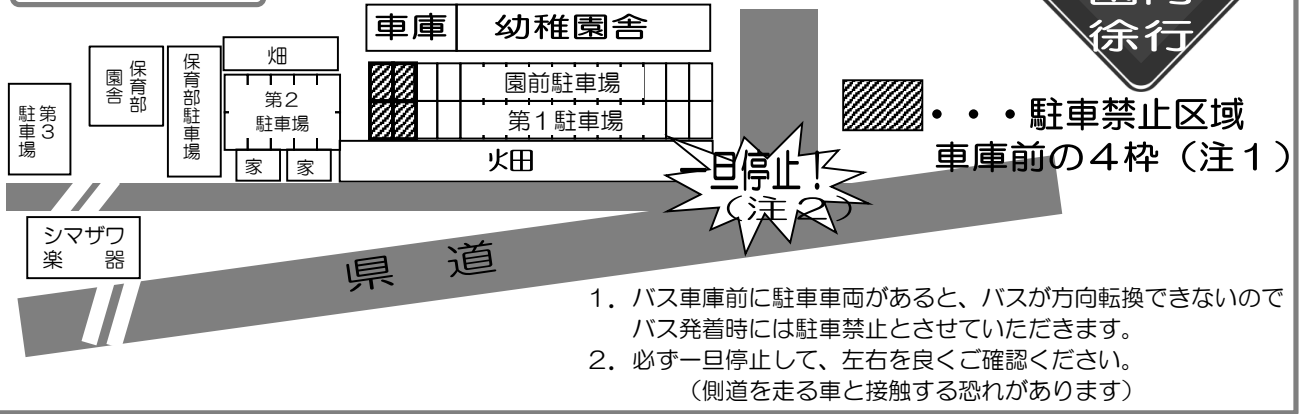 徐行
車庫
幼稚園舎
畑
保育部
園舎
保育部駐車場
第3
駐車場
第2
駐車場
園前駐車場
第1駐車場
家
家
畑
一旦停止！
（注2）
・・・駐車禁止区域
車庫前の4枠（注1）
シマザワ
楽 器
県 道
1．バス車庫前に駐車車両があると、バスが方向転換できないので
バス発着時には駐車禁止とさせていただきます。
2．必ず一旦停止して、左右を良くご確認ください。
（側道を走る車と接触する恐れがあります）